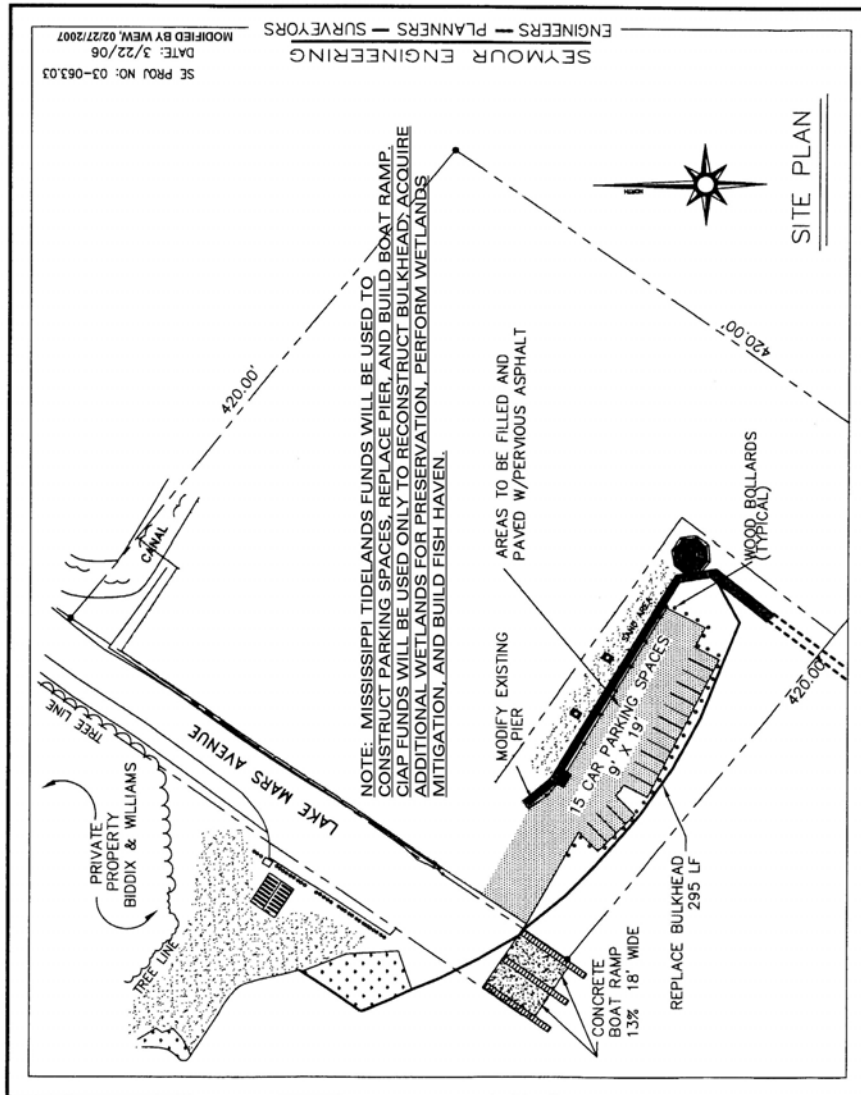 SE PROJ NO: 03-063.03
DATE: 3/22/06
MODIFIED BY WEW, 02/27/2007
SEYMOUR ENGINEERING
ENGINEERS — PLANNERS — SURVEYORS
SITE PLAN
NORTH
NOTE: MISSISSIPPI TIDELANDS FUNDS WILL BE USED TO
CONSTRUCT PARKING SPACES, REPLACE PIER, AND BUILD BOAT RAMP.
CIAP FUNDS WILL BE USED ONLY TO RECONSTRUCT BULKHEAD; ACQUIRE
ADDITIONAL WETLANDS FOR PRESERVATION, PERFORM WETLANDS
MITIGATION, AND BUILD FISH HAVEN.
420.00'
420.00'
420.00'
CANAL
TREE LINE
TREE LINE
PRIVATE
PROPERTY
BIDDIX & WILLIAMS
LAKE MARS AVENUE
AREAS TO BE FILLED AND
PAVED W/PERVIOUS ASPHALT
MODIFY EXISTING
PIER
SAND AREA
WOOD BOLLARDS
(TYPICAL)
15 CAR PARKING SPACES
9' X 19'
REPLACE BULKHEAD
295 LF
CONCRETE
BOAT RAMP
13% 18' WIDE